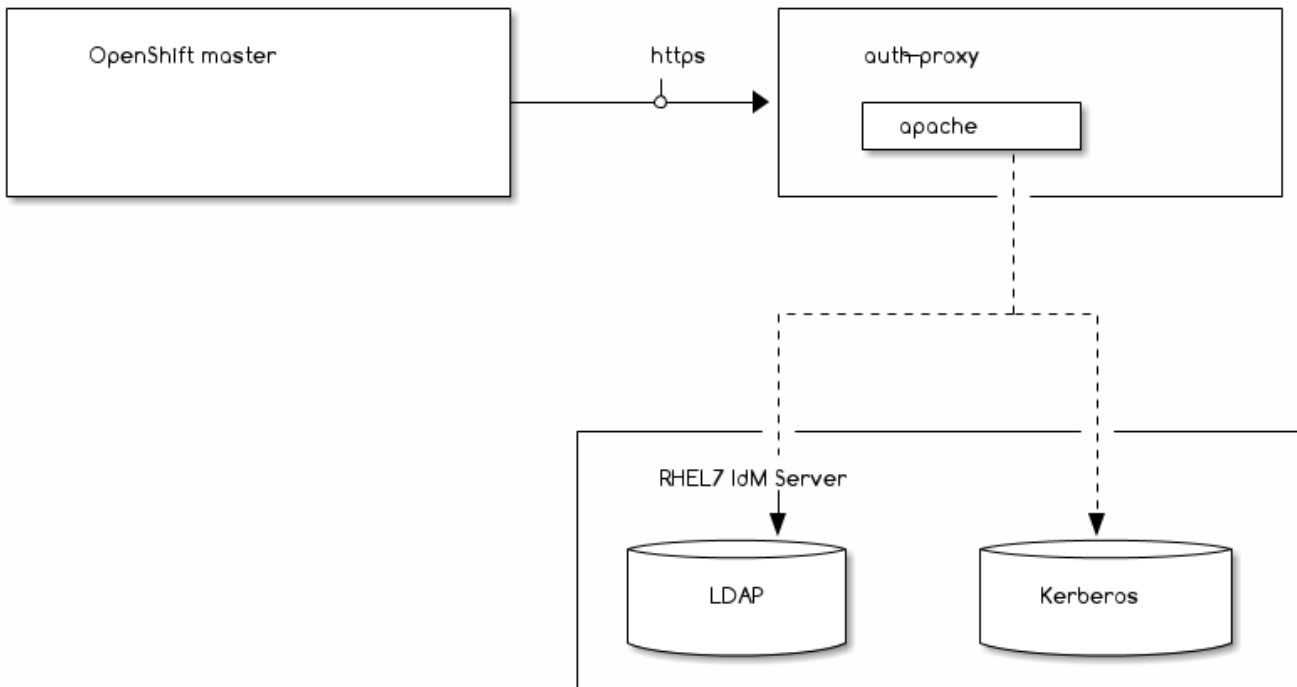 OpenShift master
https
auth-proxy
apache
RHEL7 IdM Server
LDAP
Kerberos